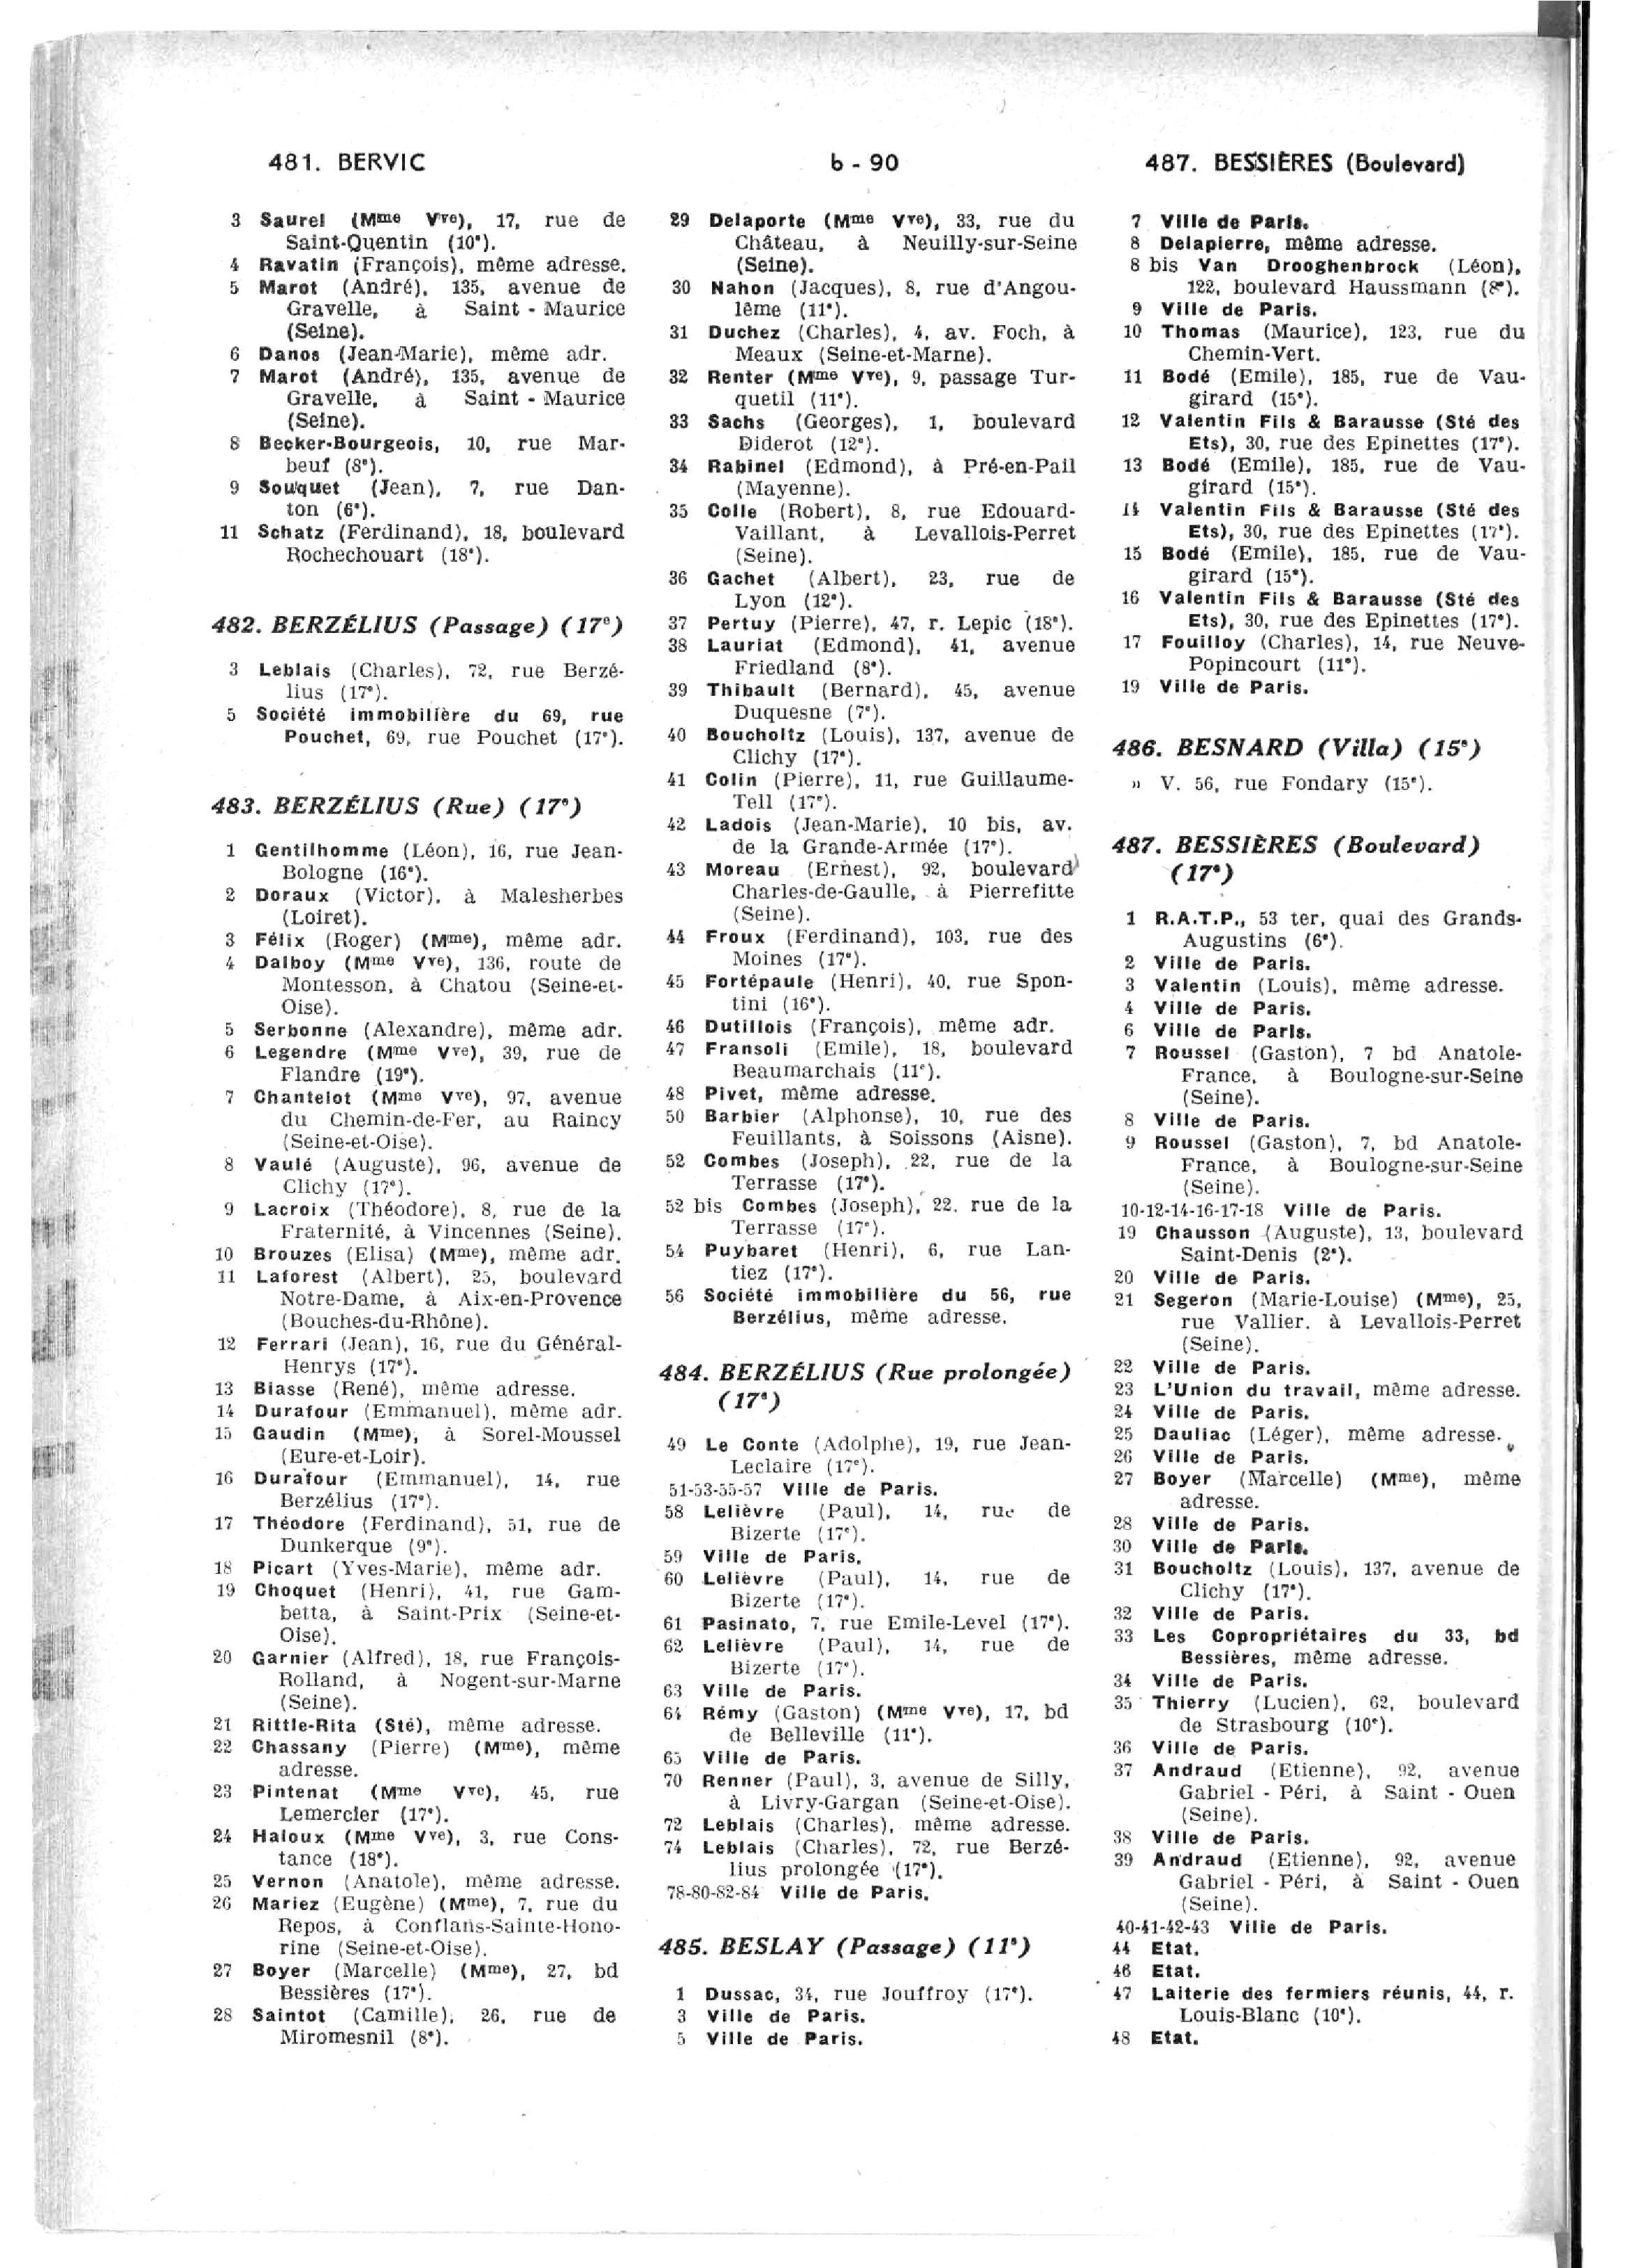 481. BERVIC
b - 90
487. BESSIÈRES (Boulevard)
3 Saurel (Mme Vve), 17, rue de
Saint-Quentin (10e).
4 Ravatin (François), même adresse.
5 Marot (André), 135, avenue de
Gravelle, à Saint - Maurice
(Seine).
6 Danos (Jean-Marie), même adr.
7 Marot (André), 135, avenue de
Gravelle, à Saint - Maurice
(Seine).
8 Becker-Bourgeois, 10, rue Mar-
beuf (8e).
9 Souquet (Jean), 7, rue Dan-
ton (6e).
11 Schatz (Ferdinand), 18, boulevard
Rochechouart (18e).
482. BERZÉLIUS (Passage) (17e)
3 Leblais (Charles), 72, rue Berzé-
lius (17e).
5 Société immobilière du 69, rue
Pouchet, 69, rue Pouchet (17e).
483. BERZÉLIUS (Rue) (17e)
1 Gentilhomme (Léon), 16, rue Jean-
Bologne (16e).
2 Doraux (Victor), à Malesherbes
(Loiret).
3 Félix (Roger) (Mme), même adr.
4 Dalboy (Mme Vve), 136, route de
Montesson, à Chatou (Seine-et-
Oise).
5 Serbonne (Alexandre), même adr.
6 Legendre (Mme Vve), 39, rue de
Flandre (19e).
7 Chantelot (Mme Vve), 97, avenue
du Chemin-de-Fer, au Raincy
(Seine-et-Oise).
8 Vaulé (Auguste), 96, avenue de
Clichy (17e).
9 Lacroix (Théodore), 8, rue de la
Fraternité, à Vincennes (Seine).
10 Brouzes (Elisa) (Mme), même adr.
11 Laforest (Albert), 25, boulevard
Notre-Dame, à Aix-en-Provence
(Bouches-du-Rhône).
12 Ferrari (Jean), 16, rue du Général-
Henrys (17e).
13 Biasse (René), même adresse.
14 Durafour (Emmanuel), même adr.
15 Gaudin (Mme), à Sorel-Moussel
(Eure-et-Loir).
16 Durafour (Emmanuel), 14, rue
Berzélius (17e).
17 Théodore (Ferdinand), 51, rue de
Dunkerque (9e).
18 Picart (Yves-Marie), même adr.
19 Choquet (Henri), 41, rue Gam-
betta, à Saint-Prix (Seine-et-
Oise).
20 Garnier (Alfred), 18, rue François-
Rolland, à Nogent-sur-Marne
(Seine).
21 Rittle-Rita (Sté), même adresse.
22 Chassany (Pierre) (Mme), même
adresse.
23 Pintenat (Mme Vve), 45, rue
Lemercier (17e).
24 Haloux (Mme Vve), 3, rue Cons-
tance (18e).
25 Vernon (Anatole), même adresse.
26 Mariez (Eugène) (Mme), 7, rue du
Repos, à Conflans-Sainte-Hono-
rine (Seine-et-Oise).
27 Boyer (Marcelle) (Mme), 27, bd
Bessières (17e).
28 Saintot (Camille), 26, rue de
Miromesnil (8e).
29 Delaporte (Mme Vve), 33, rue du
Château, à Neuilly-sur-Seine
(Seine).
30 Nahon (Jacques), 8, rue d'Angou-
lême (11e).
31 Duchez (Charles), 4, av. Foch, à
Meaux (Seine-et-Marne).
32 Renter (Mme Vve), 9, passage Tur-
quetil (11e).
33 Sachs (Georges), 1, boulevard
Diderot (12e).
34 Rabinel (Edmond), à Pré-en-Pail
(Mayenne).
35 Colle (Robert), 8, rue Edouard-
Vaillant, à Levallois-Perret
(Seine).
36 Gachet (Albert), 23, rue de
Lyon (12e).
37 Pertuy (Pierre), 47, r. Lepic (18e).
38 Lauriat (Edmond), 41, avenue
Friedland (8e).
39 Thibault (Bernard), 45, avenue
Duquesne (7e).
40 Boucholtz (Louis), 137, avenue de
Clichy (17e).
41 Colin (Pierre), 11, rue Guillaume-
Tell (17e).
42 Ladois (Jean-Marie), 10 bis, av.
de la Grande-Armée (17e).
43 Moreau (Ernest), 92, boulevard
Charles-de-Gaulle, à Pierrefitte
(Seine).
44 Froux (Ferdinand), 103, rue des
Moines (17e).
45 Fortépaule (Henri), 40, rue Spon-
tini (16e).
46 Dutillois (François), même adr.
47 Fransoli (Emile), 18, boulevard
Beaumarchais (11e).
48 Pivet, même adresse.
50 Barbier (Alphonse), 10, rue des
Feuillants, à Soissons (Aisne).
52 Combes (Joseph), 22, rue de la
Terrasse (17e).
52 bis Combes (Joseph), 22, rue de la
Terrasse (17e).
54 Puybaret (Henri), 6, rue Lan-
tiez (17e).
56 Société immobilière du 56, rue
Berzélius, même adresse.
484. BERZÉLIUS (Rue prolongée)
(17e)
49 Le Conte (Adolphe), 19, rue Jean-
Leclaire (17e).
51-53-55-57 Ville de Paris.
58 Lelièvre (Paul), 14, rue de
Bizerte (17e).
59 Ville de Paris.
60 Lelièvre (Paul), 14, rue de
Bizerte (17e).
61 Pasinato, 7, rue Emile-Level (17e).
62 Lelièvre (Paul), 14, rue de
Bizerte (17e).
63 Ville de Paris.
64 Rémy (Gaston) (Mme Vve), 17, bd
de Belleville (11e).
65 Ville de Paris.
70 Renner (Paul), 3, avenue de Silly,
à Livry-Gargan (Seine-et-Oise).
72 Leblais (Charles), même adresse.
74 Leblais (Charles), 72, rue Berzé-
lius prolongée (17e).
78-80-82-84 Ville de Paris.
485. BESLAY (Passage) (11e)
1 Dussac, 34, rue Jouffroy (17e).
3 Ville de Paris.
5 Ville de Paris.
7 Ville de Paris.
8 Delapierre, même adresse.
8 bis Van Drooghenbrock (Léon),
122, boulevard Haussmann (8e).
9 Ville de Paris.
10 Thomas (Maurice), 123, rue du
Chemin-Vert.
11 Bodé (Emile), 185, rue de Vau-
girard (15e).
12 Valentin Fils & Barausse (Sté des
Ets), 30, rue des Epinettes (17e).
13 Bodé (Emile), 185, rue de Vau-
girard (15e).
14 Valentin Fils & Barausse (Sté des
Ets), 30, rue des Epinettes (17e).
15 Bodé (Emile), 185, rue de Vau-
girard (15e).
16 Valentin Fils & Barausse (Sté des
Ets), 30, rue des Epinettes (17e).
17 Fouilloy (Charles), 14, rue Neuve-
Popincourt (11e).
19 Ville de Paris.
486. BESNARD (Villa) (15e)
» V. 56, rue Fondary (15e).
487. BESSIÈRES (Boulevard)
(17e)
1 R.A.T.P., 53 ter, quai des Grands-
Augustins (6e).
2 Ville de Paris.
3 Valentin (Louis), même adresse.
4 Ville de Paris.
6 Ville de Paris.
7 Roussel (Gaston), 7 bd Anatole-
France, à Boulogne-sur-Seine
(Seine).
8 Ville de Paris.
9 Roussel (Gaston), 7, bd Anatole-
France, à Boulogne-sur-Seine
(Seine).
10-12-14-16-17-18 Ville de Paris.
19 Chausson (Auguste), 13, boulevard
Saint-Denis (2e).
20 Ville de Paris.
21 Segeron (Marie-Louise) (Mme), 25,
rue Vallier, à Levallois-Perret
(Seine).
22 Ville de Paris.
23 L'Union du travail, même adresse.
24 Ville de Paris.
25 Dauliac (Léger), même adresse.
26 Ville de Paris.
27 Boyer (Marcelle) (Mme), même
adresse.
28 Ville de Paris.
30 Ville de Paris.
31 Boucholtz (Louis), 137, avenue de
Clichy (17e).
32 Ville de Paris.
33 Les Copropriétaires du 33, bd
Bessières, même adresse.
34 Ville de Paris.
35 Thierry (Lucien), 62, boulevard
de Strasbourg (10e).
36 Ville de Paris.
37 Andraud (Etienne), 92, avenue
Gabriel - Péri, à Saint - Ouen
(Seine).
38 Ville de Paris.
39 Andraud (Etienne), 92, avenue
Gabriel - Péri, à Saint - Ouen
(Seine).
40-41-42-43 Ville de Paris.
44 Etat.
46 Etat.
47 Laiterie des fermiers réunis, 44, r.
Louis-Blanc (10e).
48 Etat.